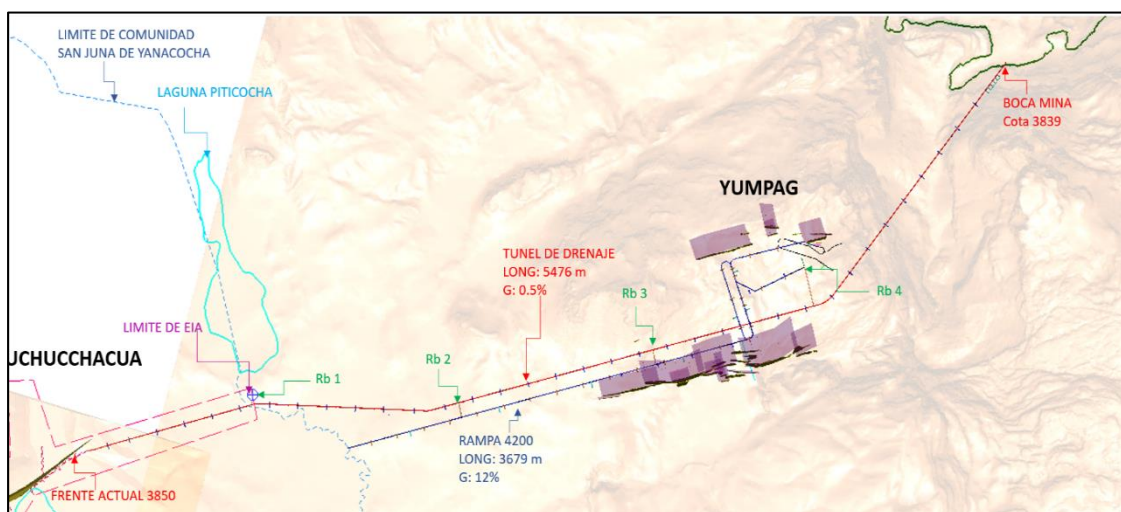 LIMITE DE COMUNIDAD
SAN JUNA DE YANACOCHA
LAGUNA PITICOCHA
BOCA MINA
Cota 3839
YUMPAG
TUNEL DE DRENAJE
LONG: 5476 m
G: 0.5%
Rb 3
Rb 4
LIMITE DE EIA
UCHUCCHACUA
Rb 1
Rb 2
RAMPA 4200
LONG: 3679 m
G: 12%
FRENTE ACTUAL 3850